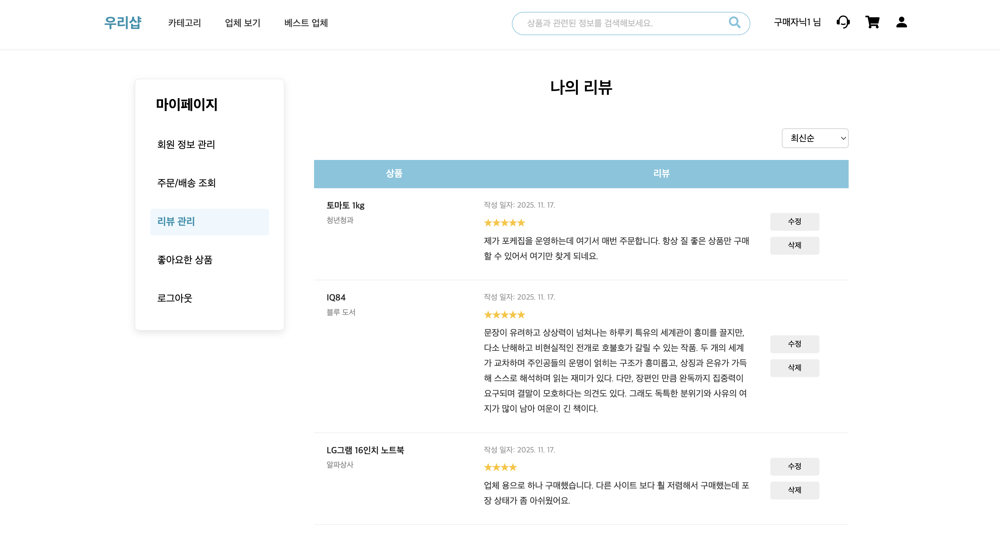 우리샵
카테고리
업체 보기
베스트 업체
상품과 관련된 정보를 검색해보세요.
구매자닉1 님
마이페이지
회원 정보 관리
주문/배송 조회
리뷰 관리
좋아요한 상품
로그아웃
나의 리뷰
최신순
상품
리뷰
토마토 1kg
청년청과
작성 일자: 2025. 11. 17.
★★★★★
제가 포케집을 운영하는데 여기서 매번 주문합니다. 항상 질 좋은 상품만 구매
할 수 있어서 여기만 찾게 되네요.
수정
삭제
IQ84
블루 도서
작성 일자: 2025. 11. 17.
★★★★★
문장이 유려하고 상상력이 넘쳐나는 하루키 특유의 세계관이 흥미를 끌지만,
다소 난해하고 비현실적인 전개로 호불호가 갈릴 수 있는 작품. 두 개의 세계
가 교차하며 주인공들의 운명이 얽히는 구조가 흥미롭고, 상징과 은유가 가득
해 스스로 해석하며 읽는 재미가 있다. 다만, 장편인 만큼 완독까지 집중력이
요구되며 결말이 모호하다는 의견도 있다. 그래도 독특한 분위기와 사유의 여
지가 많이 남아 여운이 긴 책이다.
수정
삭제
LG그램 16인치 노트북
알파상사
작성 일자: 2025. 11. 17.
★★★★
업체 용으로 하나 구매했습니다. 다른 사이트 보다 훨 저렴해서 구매했는데 포
장 상태가 좀 아쉬웠어요.
수정
삭제